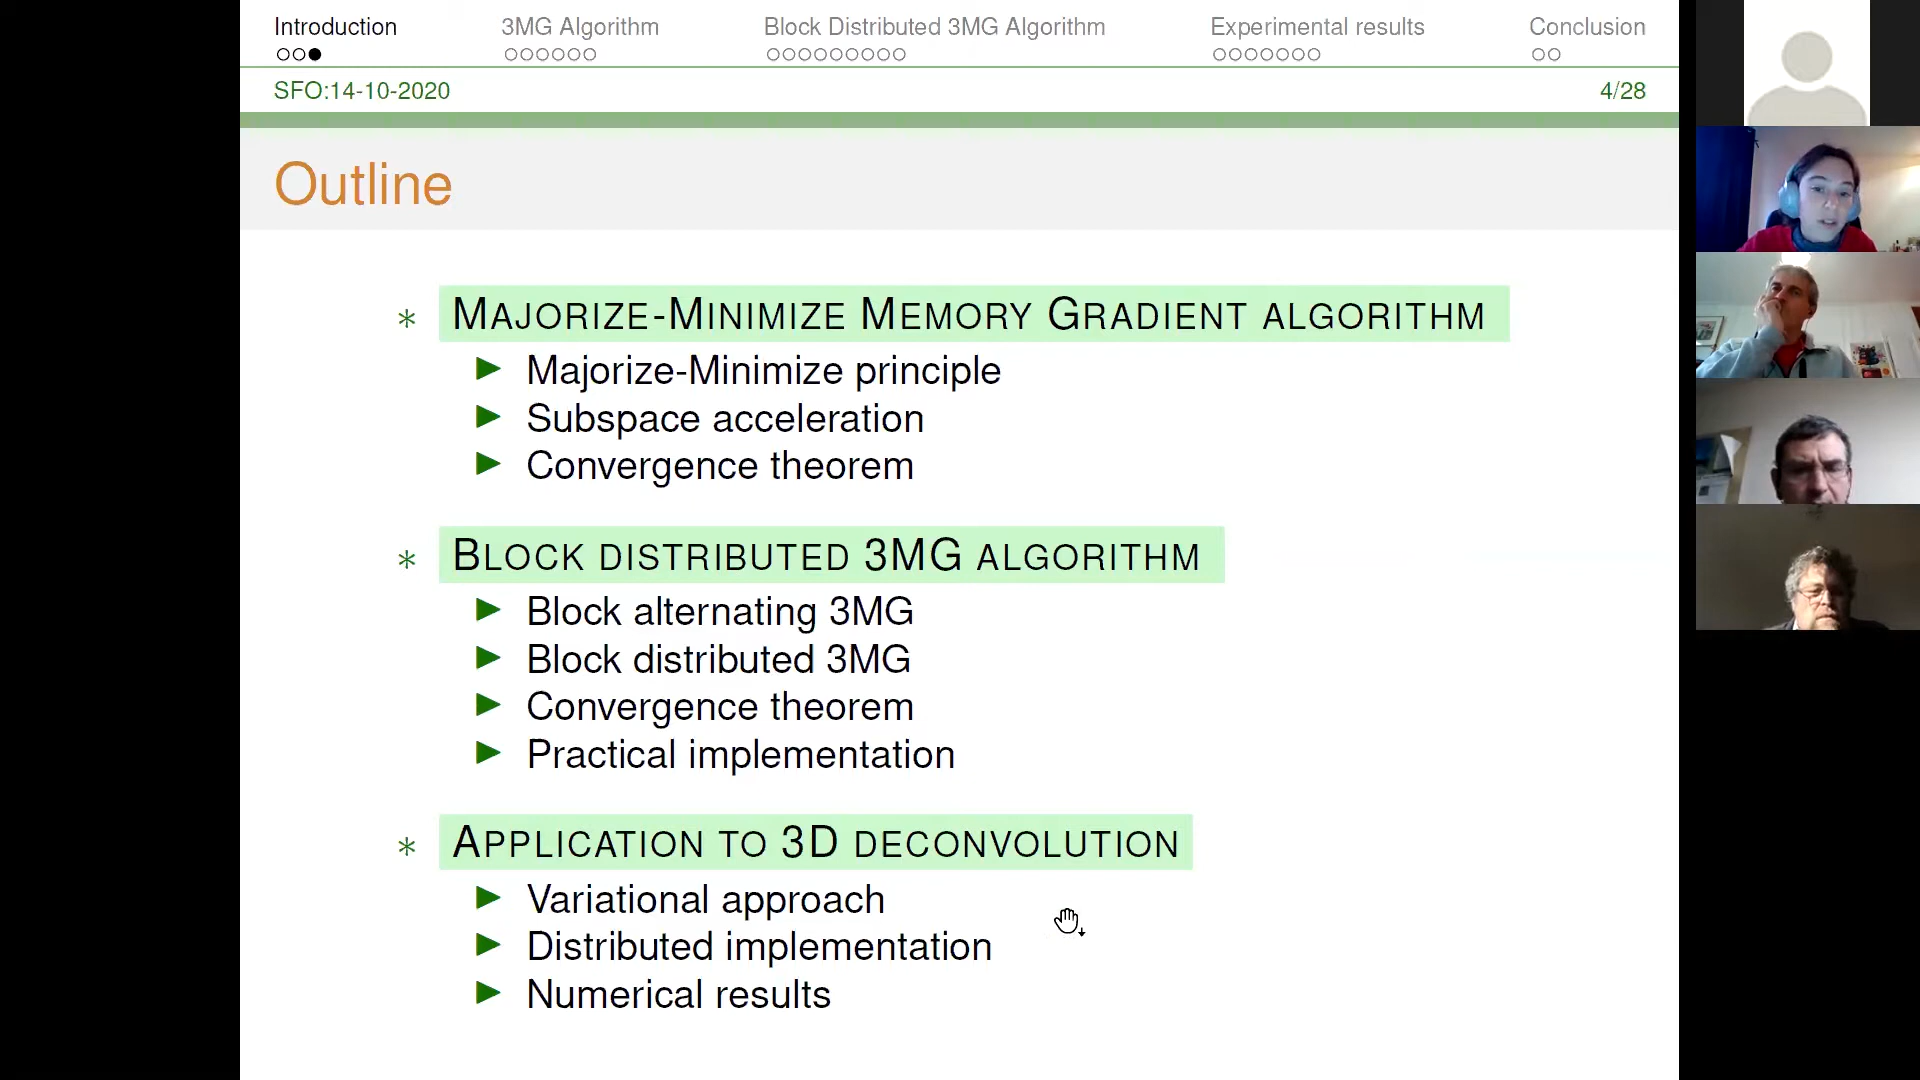 Introduction 3MG Algorithm Block Distributed 3MG Algorithm Experimental results Conclusion
SFO:14-10-2020 4/28
Outline
* MAJORIZE-MINIMIZE MEMORY GRADIENT ALGORITHM
▶ Majorize-Minimize principle
▶ Subspace acceleration
▶ Convergence theorem
* BLOCK DISTRIBUTED 3MG ALGORITHM
▶ Block alternating 3MG
▶ Block distributed 3MG
▶ Convergence theorem
▶ Practical implementation
* APPLICATION TO 3D DECONVOLUTION
▶ Variational approach
▶ Distributed implementation
▶ Numerical results